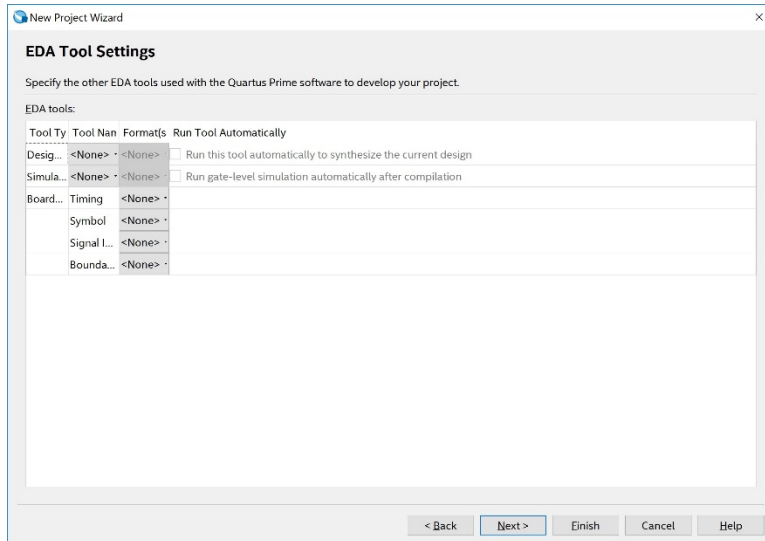 New Project Wizard
EDA Tool Settings
Specify the other EDA tools used with the Quartus Prime software to develop your project.
EDA tools:
Tool Ty Tool Nan Format(s Run Tool Automatically
Desig... <None> <None> Run this tool automatically to synthesize the current design
Simula... <None> <None> Run gate-level simulation automatically after compilation
Board... Timing <None>
Symbol <None>
Signal I... <None>
Bounda... <None>
< Back Next > Finish Cancel Help